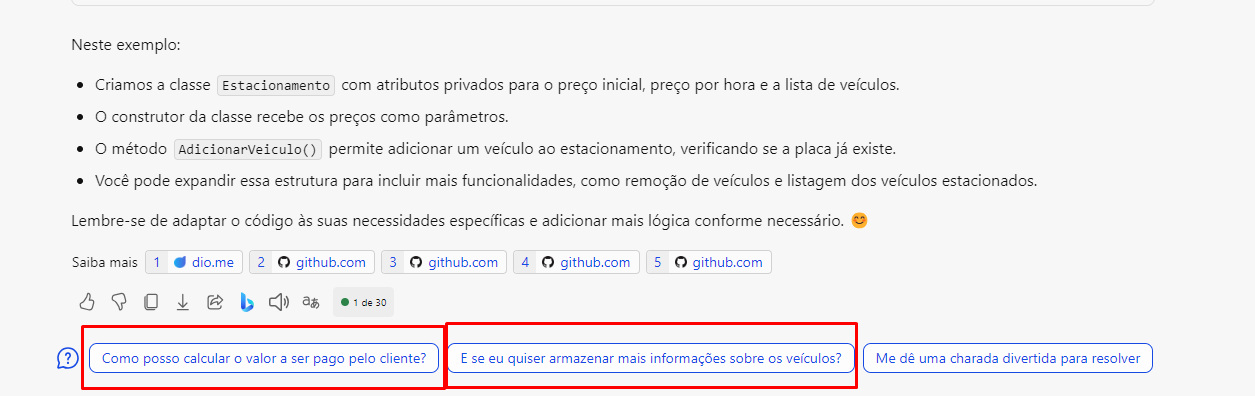 Neste exemplo:
Criamos a classe Estacionamento com atributos privados para o preço inicial, preço por hora e a lista de veículos.
O construtor da classe recebe os preços como parâmetros.
O método AdicionarVeiculo() permite adicionar um veículo ao estacionamento, verificando se a placa já existe.
Você pode expandir essa estrutura para incluir mais funcionalidades, como remoção de veículos e listagem dos veículos estacionados.
Lembre-se de adaptar o código às suas necessidades específicas e adicionar mais lógica conforme necessário. 😊
Saiba mais 1 dio.me 2 github.com 3 github.com 4 github.com 5 github.com
1 de 30
Como posso calcular o valor a ser pago pelo cliente? E se eu quiser armazenar mais informações sobre os veículos? Me dê uma charada divertida para resolver